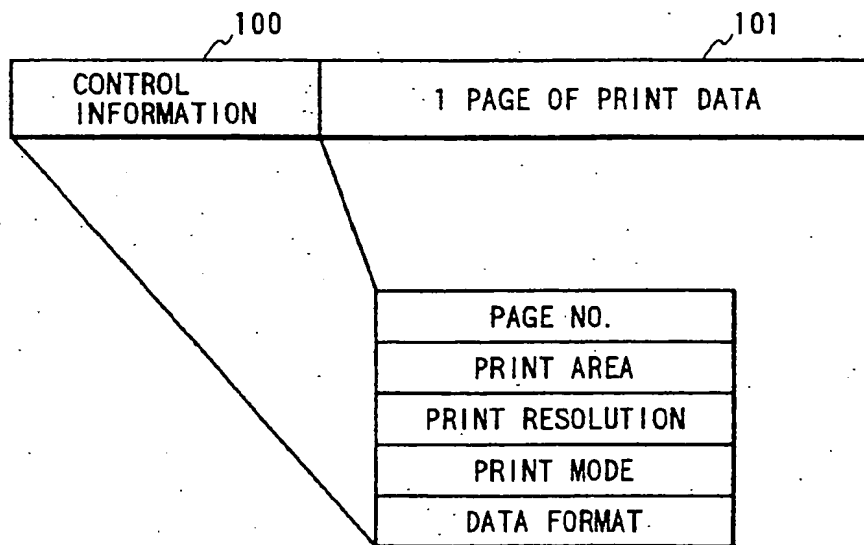 100
101
CONTROL
INFORMATION
1 PAGE OF PRINT DATA
PAGE NO.
PRINT AREA
PRINT RESOLUTION
PRINT MODE
DATA FORMAT